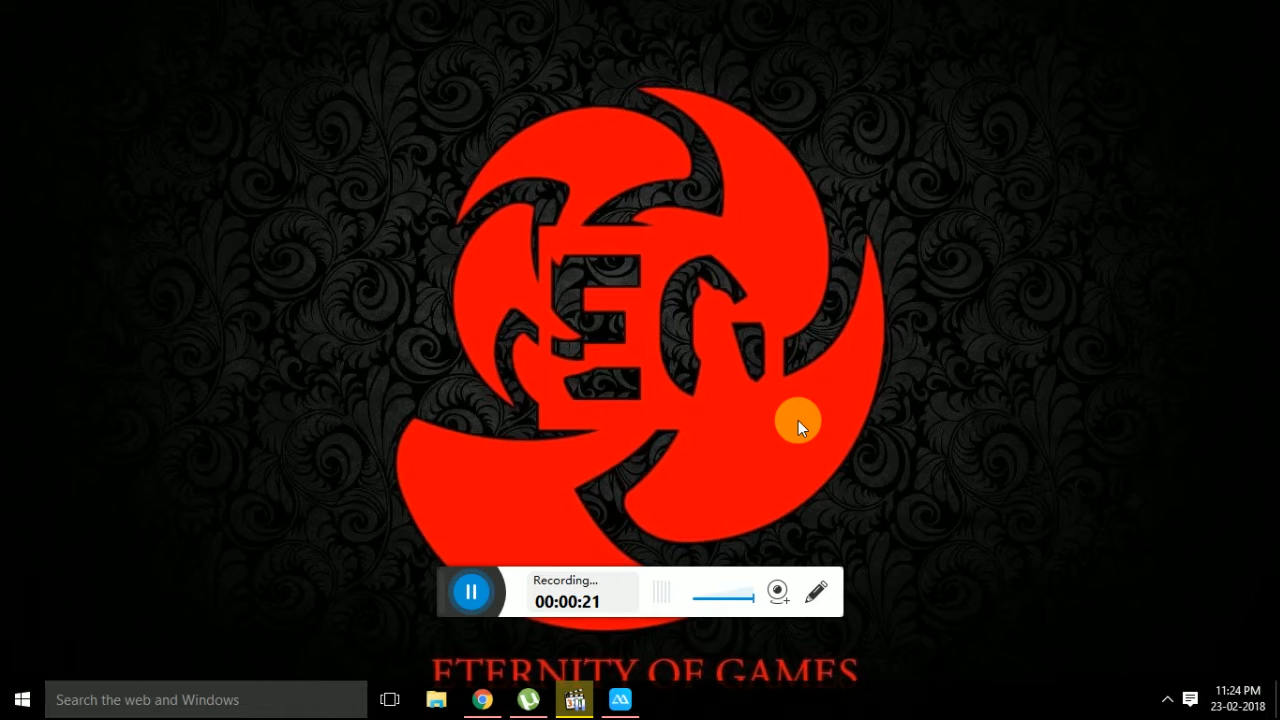 EG
Recording...
00:00:21
ETERNITY OF GAMES
Search the web and Windows
11:24 PM
23-02-2018